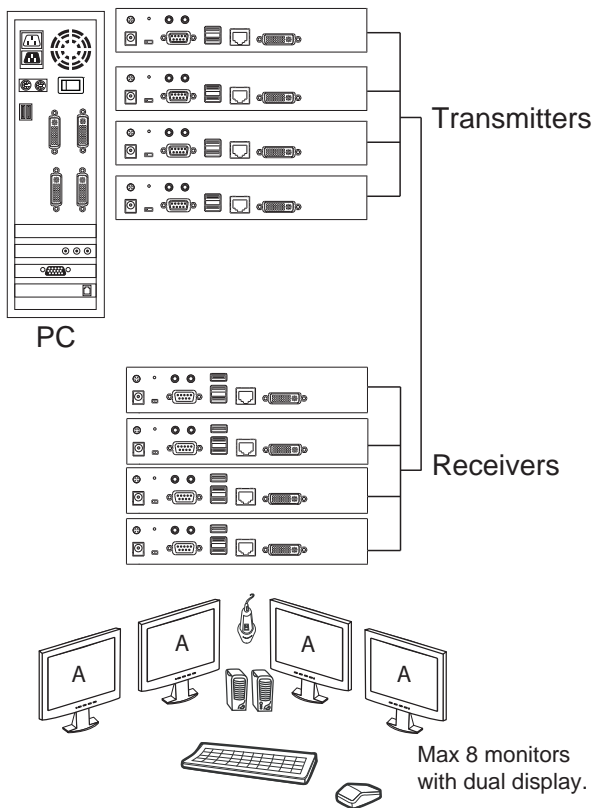 Transmitters
PC
Receivers
A
A
A
A
Max 8 monitors
with dual display.